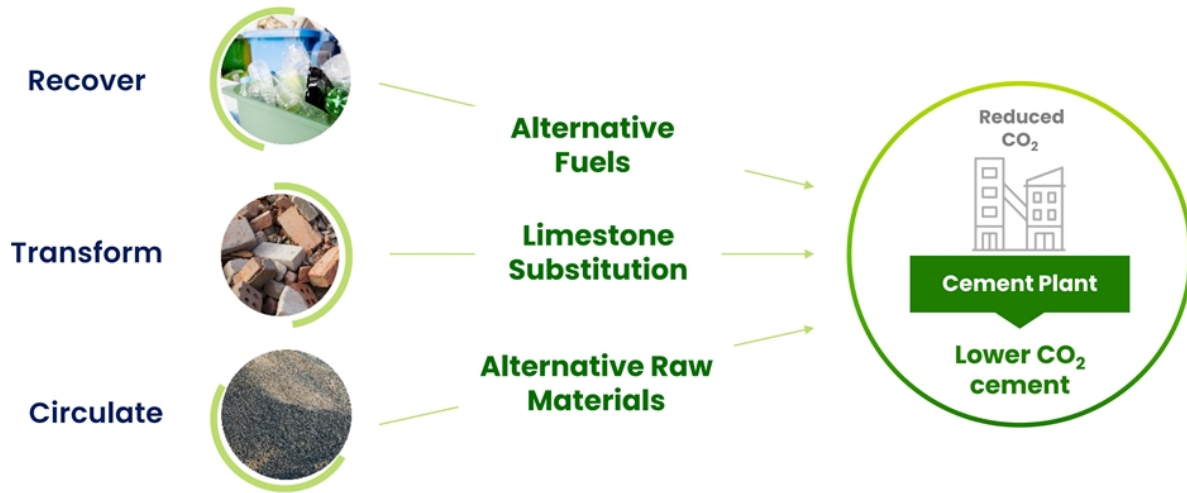 Recover
Alternative
Fuels
Transform
Limestone
Substitution
Circulate
Alternative Raw
Materials
Reduced
CO₂
Cement Plant
Lower CO₂
cement